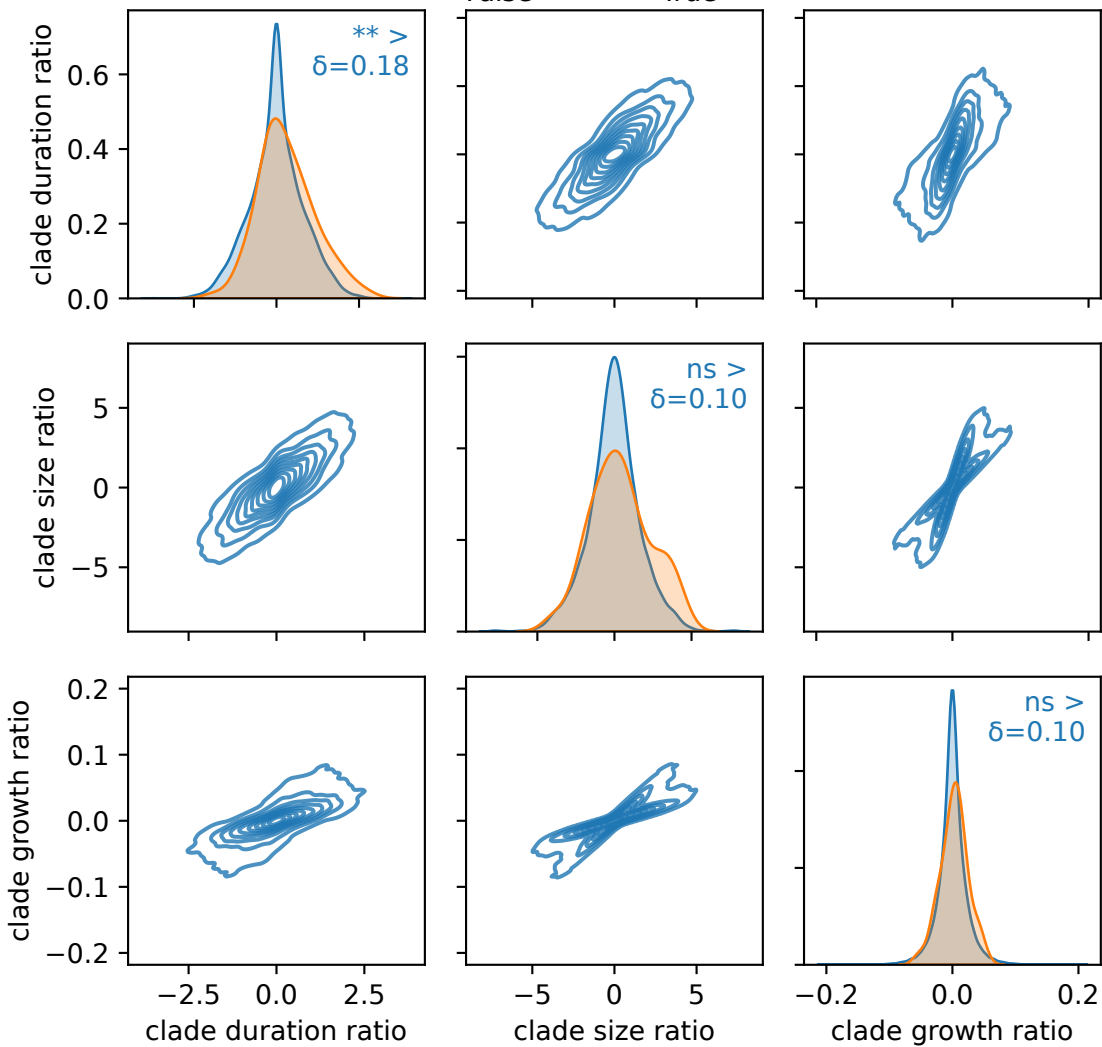 clade duration ratio
0.6
0.4
0.2
0.0
** >
δ=0.18
clade size ratio
5
0
−5
ns >
δ=0.10
clade growth ratio
0.2
0.1
0.0
−0.1
−0.2
ns >
δ=0.10
−2.5 0.0 2.5
clade duration ratio
−5 0 5
clade size ratio
−0.2 0.0 0.2
clade growth ratio